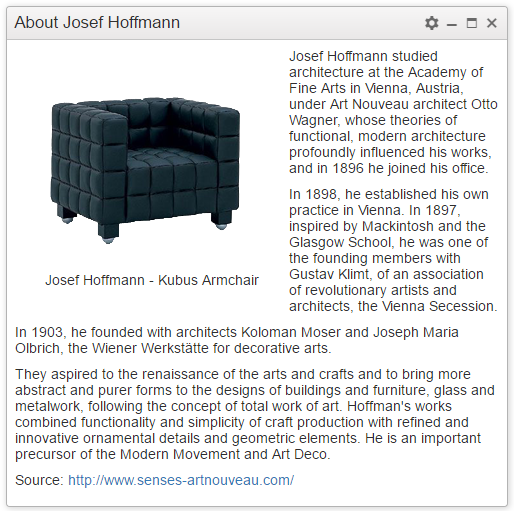 About Josef Hoffmann
Josef Hoffmann studied
architecture at the Academy of
Fine Arts in Vienna, Austria,
under Art Nouveau architect Otto
Wagner, whose theories of
functional, modern architecture
profoundly influenced his works,
and in 1896 he joined his office.
In 1898, he established his own
practice in Vienna. In 1897,
inspired by Mackintosh and the
Glasgow School, he was one of
the founding members with
Gustav Klimt, of an association
of revolutionary artists and
architects, the Vienna Secession.
Josef Hoffmann - Kubus Armchair
In 1903, he founded with architects Koloman Moser and Joseph Maria
Olbrich, the Wiener Werkstätte for decorative arts.
They aspired to the renaissance of the arts and crafts and to bring more
abstract and purer forms to the designs of buildings and furniture, glass and
metalwork, following the concept of total work of art. Hoffman's works
combined functionality and simplicity of craft production with refined and
innovative ornamental details and geometric elements. He is an important
precursor of the Modern Movement and Art Deco.
Source: http://www.senses-artnouveau.com/